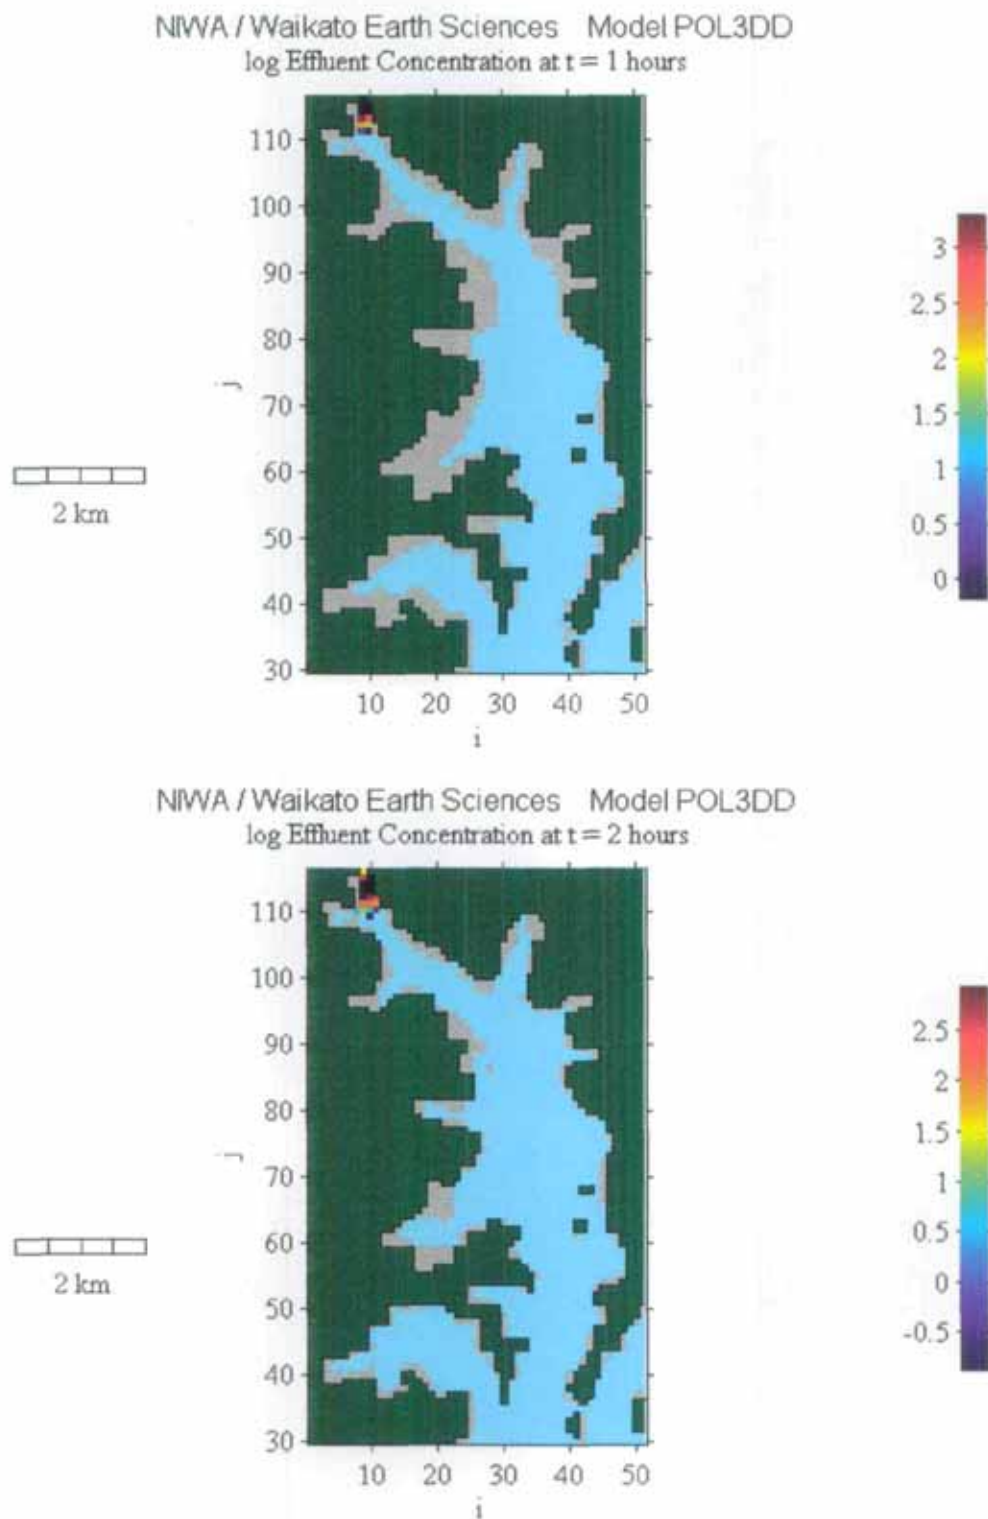 NIWA / Waikato Earth Sciences Model POL3DD
log Effluent Concentration at t = 1 hours
110
100
90
80
70
60
50
40
30
j
10 20 30 40 50
i
2 km
3
2.5
2
1.5
1
0.5
0
NIWA / Waikato Earth Sciences Model POL3DD
log Effluent Concentration at t = 2 hours
110
100
90
80
70
60
50
40
30
j
10 20 30 40 50
i
2 km
2.5
2
1.5
1
0.5
0
-0.5